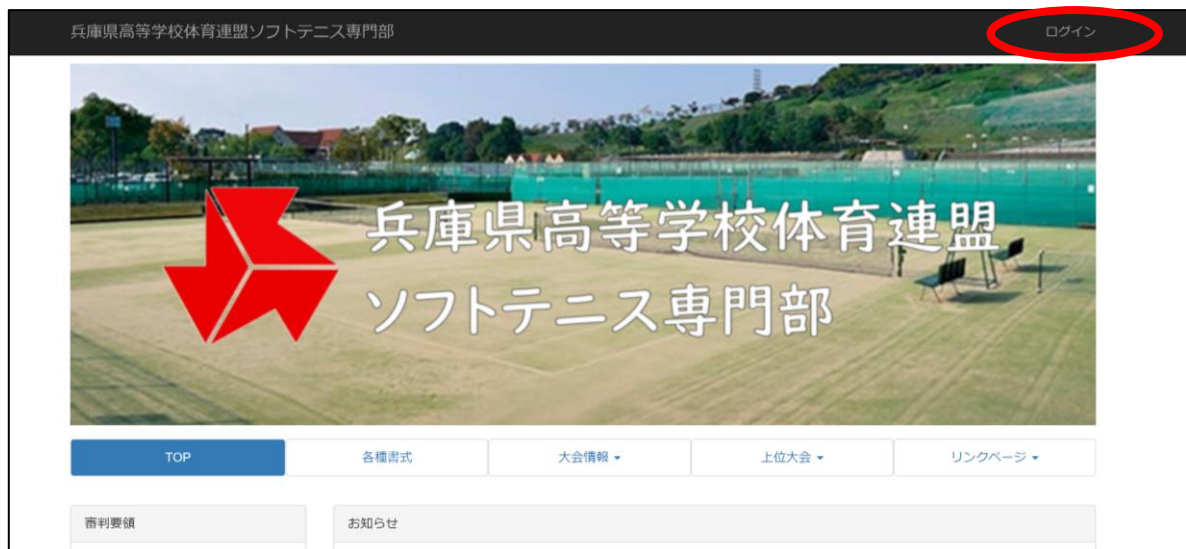 兵庫県高等学校体育連盟ソフトテニス専門部
ログイン
兵庫県高等学校体育連盟
ソフトテニス専門部
TOP
各種書式
大会情報
上位大会
リンクページ
審判要領
お知らせ